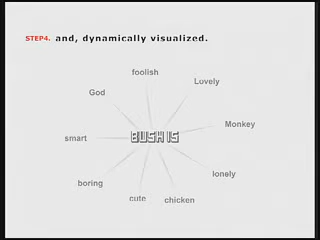 STEP4. and, dynamically visualized.
foolish
Lovely
God
Monkey
BUSH IS
smart
lonely
boring
cute
chicken